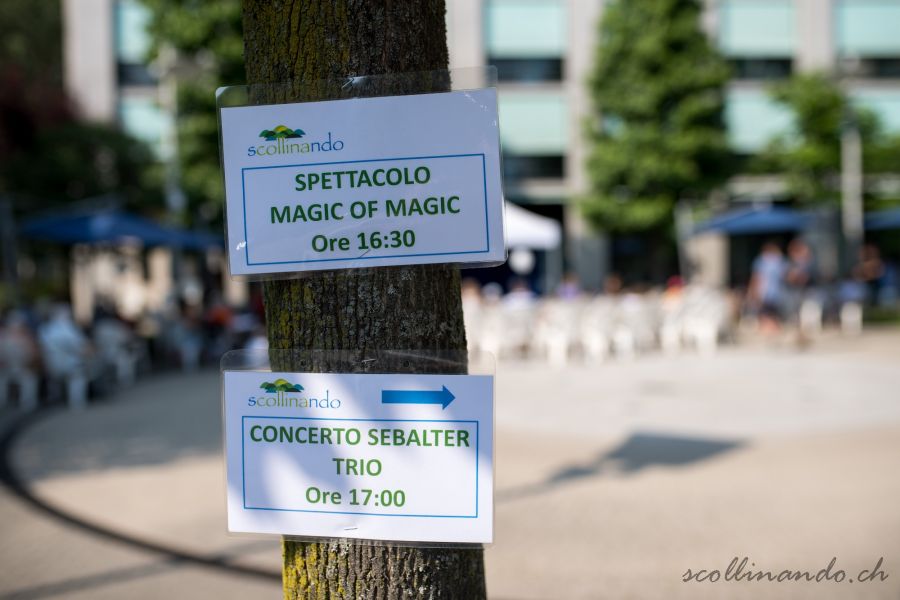 scollinando
SPETTACOLO
MAGIC OF MAGIC
Ore 16:30
scollinando
CONCERTO SEBALTER
TRIO
Ore 17:00
scollinando.ch